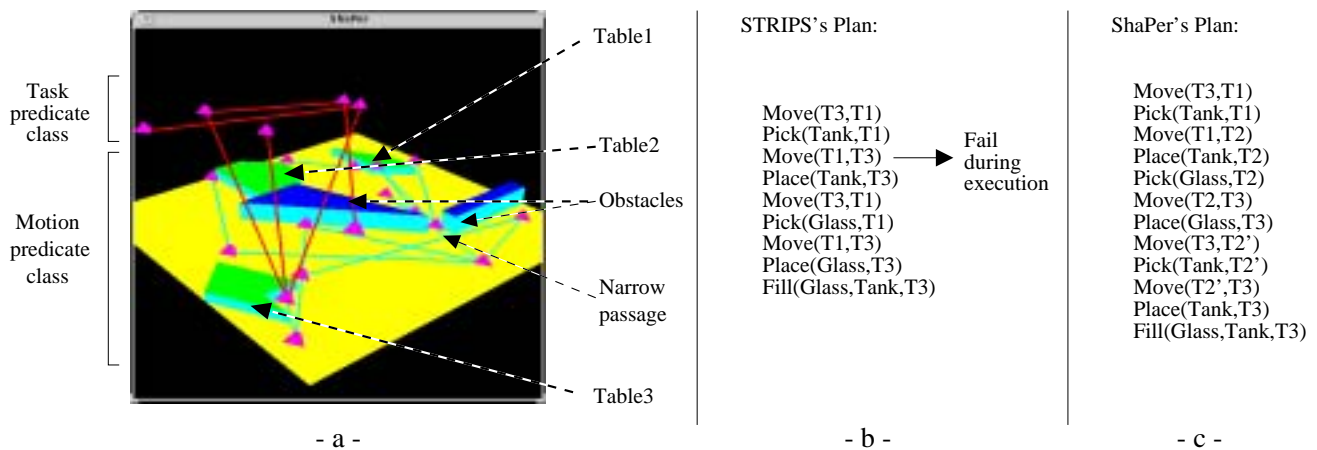 ShaPer
Task
predicate
class
Motion
predicate
class
Table1
Table2
Obstacles
Narrow
passage
Table3
- a -
STRIPS's Plan:
Move(T3,T1)
Pick(Tank,T1)
Move(T1,T3)
Place(Tank,T3)
Move(T3,T1)
Pick(Glass,T1)
Move(T1,T3)
Place(Glass,T3)
Fill(Glass,Tank,T3)
Fail
during
execution
- b -
ShaPer's Plan:
Move(T3,T1)
Pick(Tank,T1)
Move(T1,T2)
Place(Tank,T2)
Pick(Glass,T2)
Move(T2,T3)
Place(Glass,T3)
Move(T3,T2’)
Pick(Tank,T2’)
Move(T2’,T3)
Place(Tank,T3)
Fill(Glass,Tank,T3)
- c -